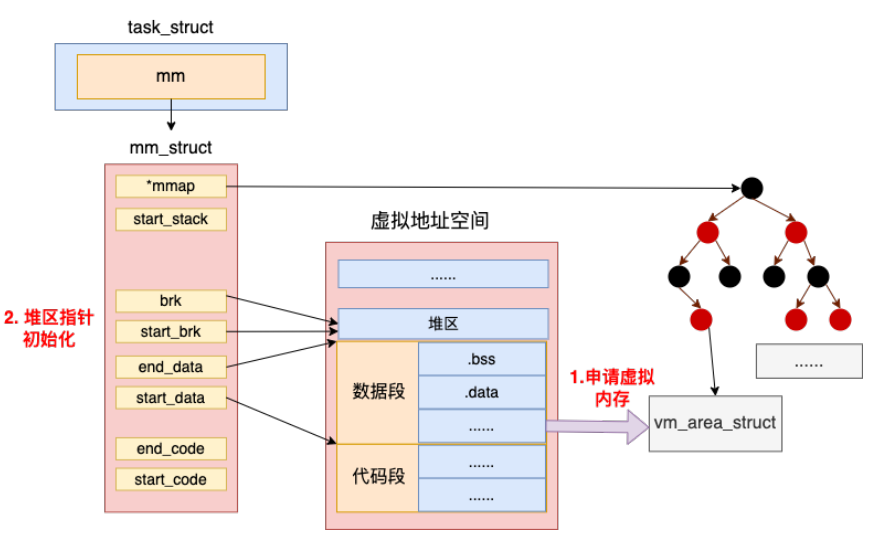 task_struct
mm
mm_struct
*mmap
start_stack
brk
start_brk
end_data
start_data
end_code
start_code
2. 堆区指针
初始化
虚拟地址空间
......
堆区
数据段
.bss
.data
......
代码段
......
......
1.申请虚拟
内存
......
vm_area_struct